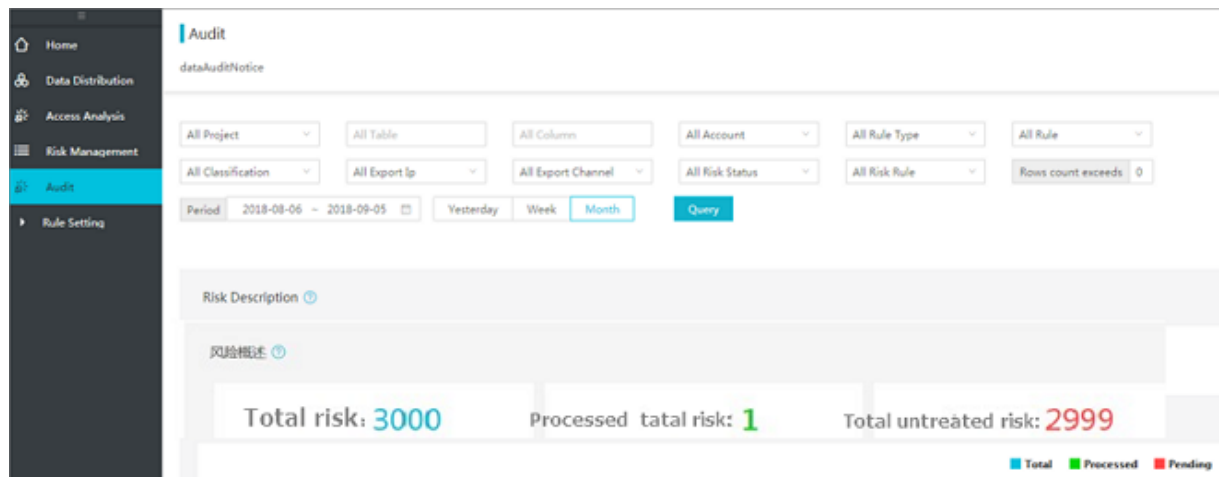 Home
Data Distribution
Access Analysis
Risk Management
Audit
Rule Setting
Audit
dataAuditNotice
All Project All Table All Column All Account All Rule Type All Rule
All Classification All Export Ip All Export Channel All Risk Status All Risk Rule Rows count exceeds 0
Period 2018-08-06 ~ 2018-09-05 Yesterday Week Month Query
Risk Description ?
风险概述 ?
Total risk: 3000 Processed tatal risk: 1 Total untreated risk: 2999
Total Processed Pending